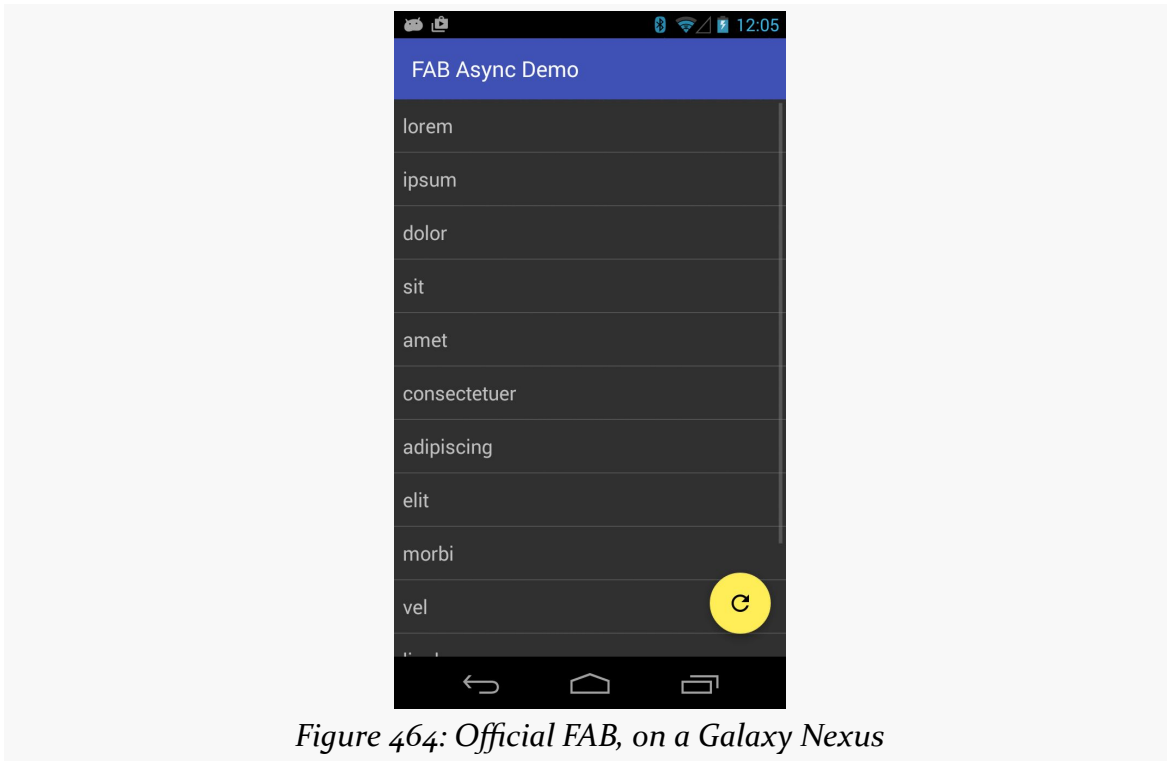 12:05
FAB Async Demo
lorem
ipsum
dolor
sit
amet
consectetuer
adipiscing
elit
morbi
vel
Figure 464: Official FAB, on a Galaxy Nexus